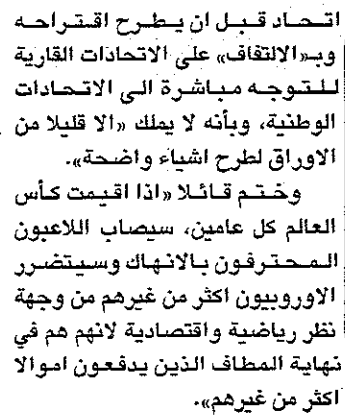 اتحاد قبل ان يطرح اقتراحه
وبـ«الالتفاف» على الاتحادات القارية
للتوجه مباشرة الى الاتحادات
الوطنية، وبأنه لا يملك «الا قليلا من
الاوراق لطرح اشياء واضحة».
وختم قائلا «اذا اقيمت كأس
العالم كل عامين، سيصاب اللاعبون
المحترفون بالانهاك وسيتضرر
الاوروبيون اكثر من غيرهم من وجهة
نظر رياضية واقتصادية لانهم هم في
نهاية المطاف الذين يدفعون اموالا
اكثر من غيرهم».